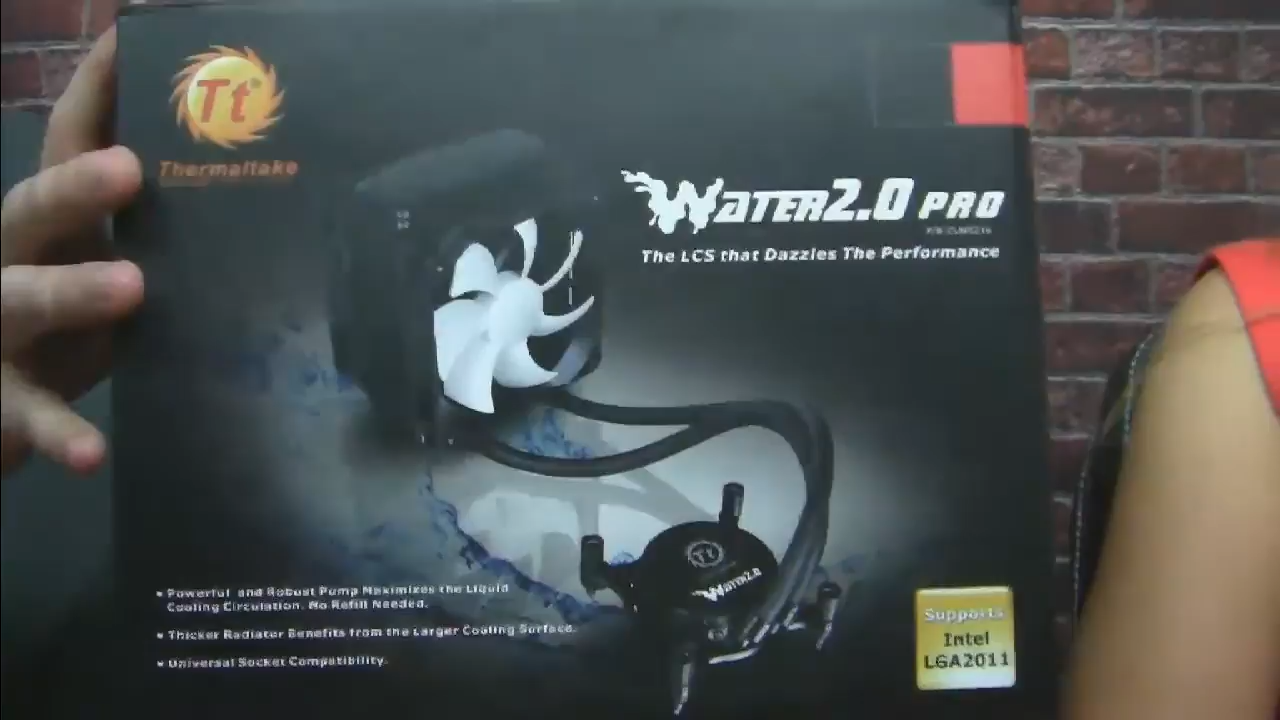 Tt
Thermaltake
WATER2.0 PRO
The LCS that Dazzles The Performance
Tt
WATER2.0
• Powerful and Robust Pump Maximizes the Liquid
Cooling Circulation. No Refill Needed.
• Thicker Radiator Benefits from the Larger Cooling Surface.
• Universal Socket Compatibility.
Supports
Intel
LGA2011